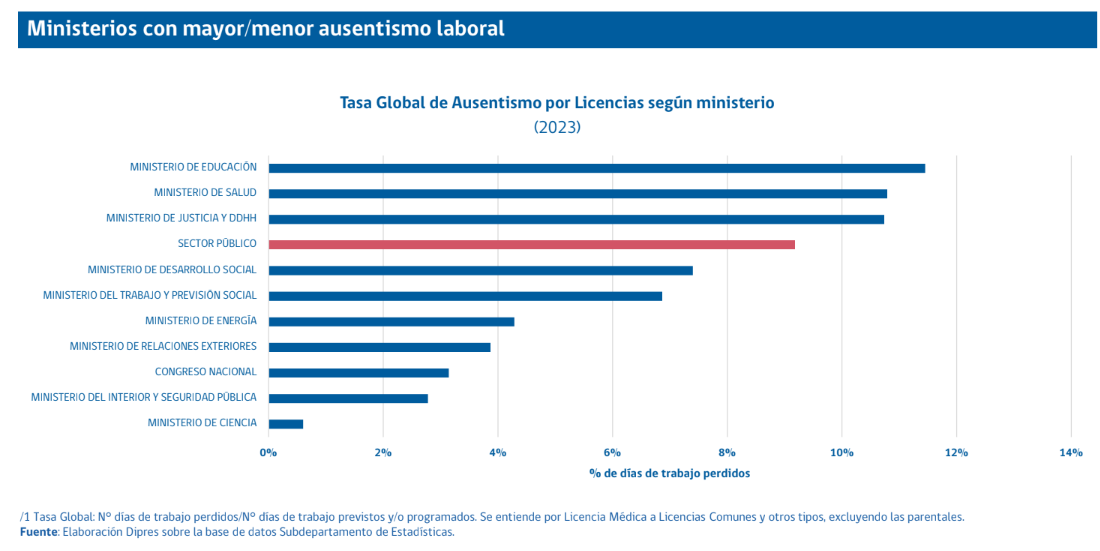 Ministerios con mayor/menor ausentismo laboral
Tasa Global de Ausentismo por Licencias según ministerio
(2023)
MINISTERIO DE EDUCACIÓN
MINISTERIO DE SALUD
MINISTERIO DE JUSTICIA Y DDHH
SECTOR PÚBLICO
MINISTERIO DE DESARROLLO SOCIAL
MINISTERIO DEL TRABAJO Y PREVISIÓN SOCIAL
MINISTERIO DE ENERGÍA
MINISTERIO DE RELACIONES EXTERIORES
CONGRESO NACIONAL
MINISTERIO DEL INTERIOR Y SEGURIDAD PÚBLICA
MINISTERIO DE CIENCIA
0% 2% 4% 6% 8% 10% 12% 14%
% de días de trabajo perdidos
/1 Tasa Global: N° días de trabajo perdidos/N° días de trabajo previstos y/o programados. Se entiende por Licencia Médica a Licencias Comunes y otros tipos, excluyendo las parentales.
Fuente: Elaboración Dipres sobre la base de datos Subdepartamento de Estadísticas.